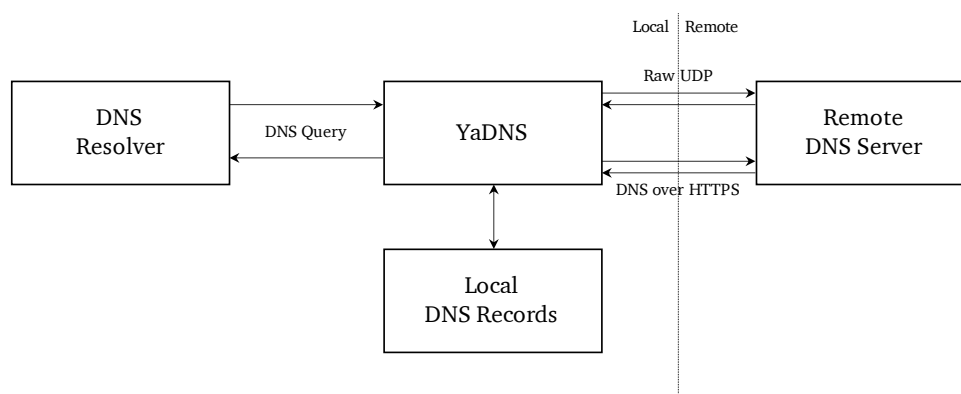 Local Remote
Raw UDP
DNS
Resolver
DNS Query
YaDNS
Remote
DNS Server
DNS over HTTPS
Local
DNS Records